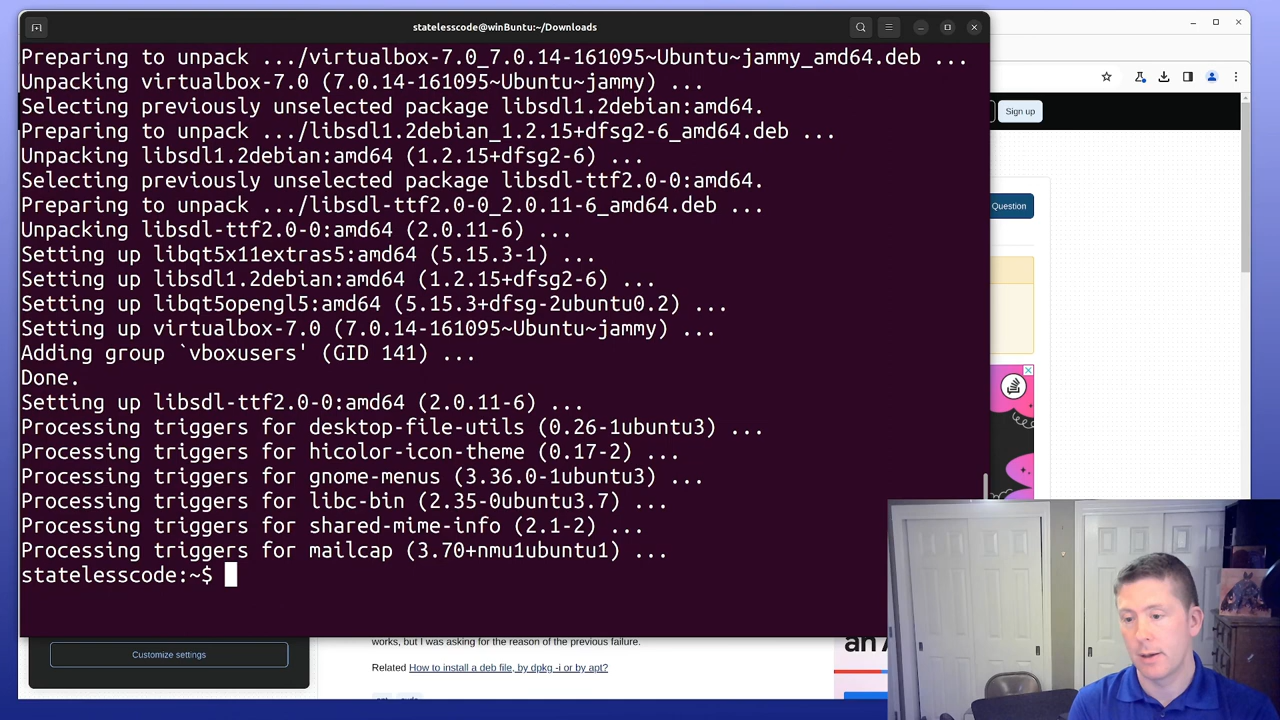 statelesscode@winBuntu:~/Downloads
Preparing to unpack .../virtualbox-7.0_7.0.14-161095~Ubuntu~jammy_amd64.deb ...
Unpacking virtualbox-7.0 (7.0.14-161095~Ubuntu~jammy) ...
Selecting previously unselected package libsdl1.2debian:amd64.
Preparing to unpack .../libsdl1.2debian_1.2.15+dfsg2-6_amd64.deb ...
Unpacking libsdl1.2debian:amd64 (1.2.15+dfsg2-6) ...
Selecting previously unselected package libsdl-ttf2.0-0:amd64.
Preparing to unpack .../libsdl-ttf2.0-0_2.0.11-6_amd64.deb ...
Unpacking libsdl-ttf2.0-0:amd64 (2.0.11-6) ...
Setting up libqt5x11extras5:amd64 (5.15.3-1) ...
Setting up libsdl1.2debian:amd64 (1.2.15+dfsg2-6) ...
Setting up libqt5opengl5:amd64 (5.15.3+dfsg-2ubuntu0.2) ...
Setting up virtualbox-7.0 (7.0.14-161095~Ubuntu~jammy) ...
Adding group `vboxusers' (GID 141) ...
Done.
Setting up libsdl-ttf2.0-0:amd64 (2.0.11-6) ...
Processing triggers for desktop-file-utils (0.26-1ubuntu3) ...
Processing triggers for hicolor-icon-theme (0.17-2) ...
Processing triggers for gnome-menus (3.36.0-1ubuntu3) ...
Processing triggers for libc-bin (2.35-0ubuntu3.7) ...
Processing triggers for shared-mime-info (2.1-2) ...
Processing triggers for mailcap (3.70+nmu1ubuntu1) ...
statelesscode:~$
Sign up
Question
Customize settings
works, but I was asking for the reason of the previous failure.
Related How to install a deb file, by dpkg -i or by apt?